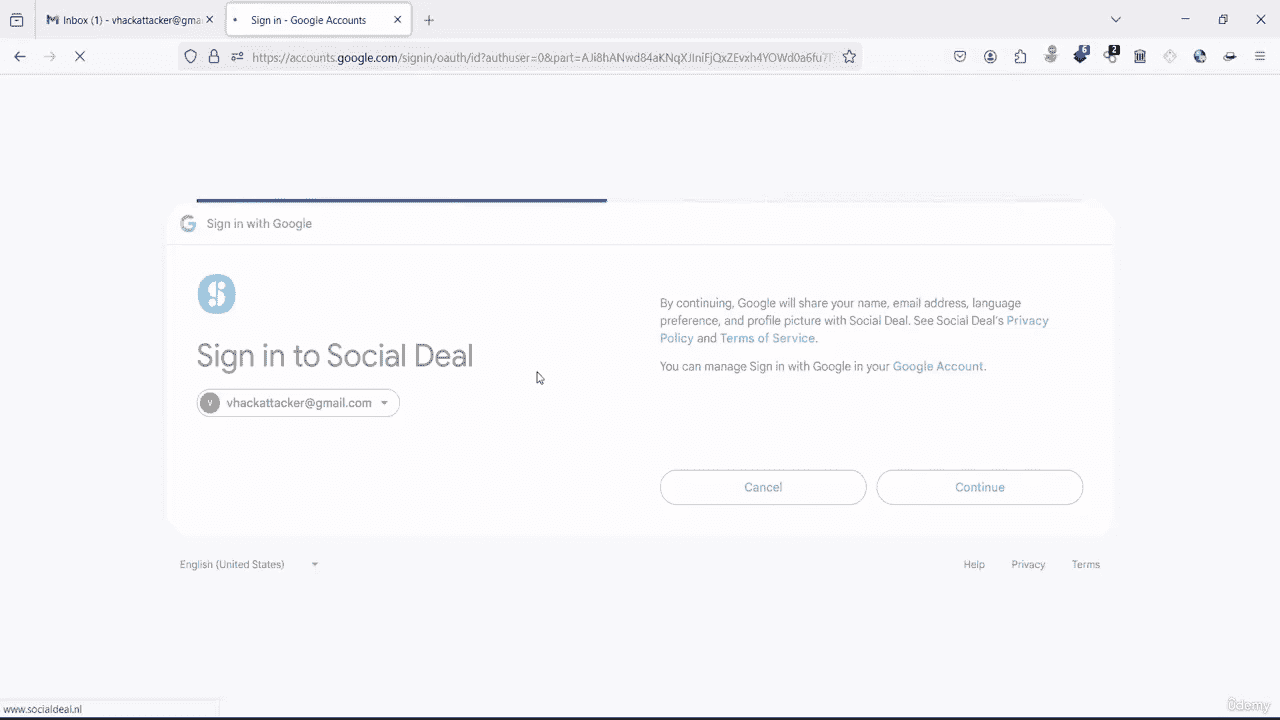 Inbox (1) - vhackattacker@gma
Sign in - Google Accounts
https://accounts.google.com/signin/oauth/id?authuser=0&part=
6
2
G Sign in with Google
Sign in to Social Deal
V vhackattacker@gmail.com
By continuing, Google will share your name, email address, language
preference, and profile picture with Social Deal. See Social Deal's Privacy
Policy and Terms of Service.
You can manage Sign in with Google in your Google Account.
Cancel
Continue
English (United States)
Help Privacy Terms
www.socialdeal.nl
Udemy